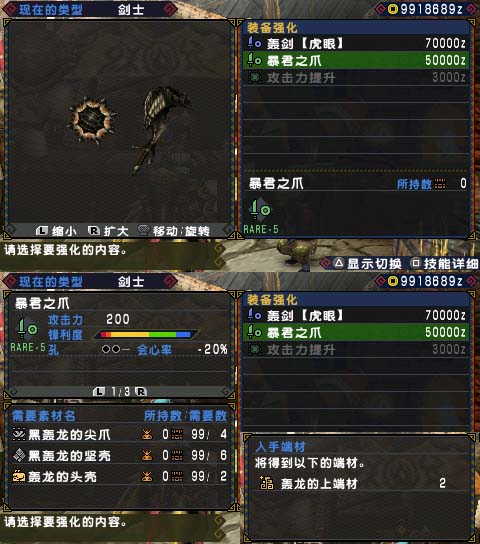 现在的类型 剑士
9918689z
装备强化
轰剑【虎眼】 70000z
暴君之爪 50000z
攻击力提升 3000z
暴君之爪 所持数 0
RARE-5
L 缩小 R 扩大 移动/旋转
请选择要强化的内容。
△显示切换 □技能详细
现在的类型 剑士
9918689z
暴君之爪
攻击力 200
锋利度
RARE-5
孔 ●●— 会心率 -20%
L 1/3 R
装备强化
轰剑【虎眼】 70000z
暴君之爪 50000z
攻击力提升 3000z
需要素材名 所持数/需要数
黑轰龙的尖爪 0 99/ 4
黑轰龙的坚壳 0 99/ 6
轰龙的头壳 0 99/ 2
入手端材
将得到以下的端材。
轰龙的上端材 2
请选择要强化的内容。